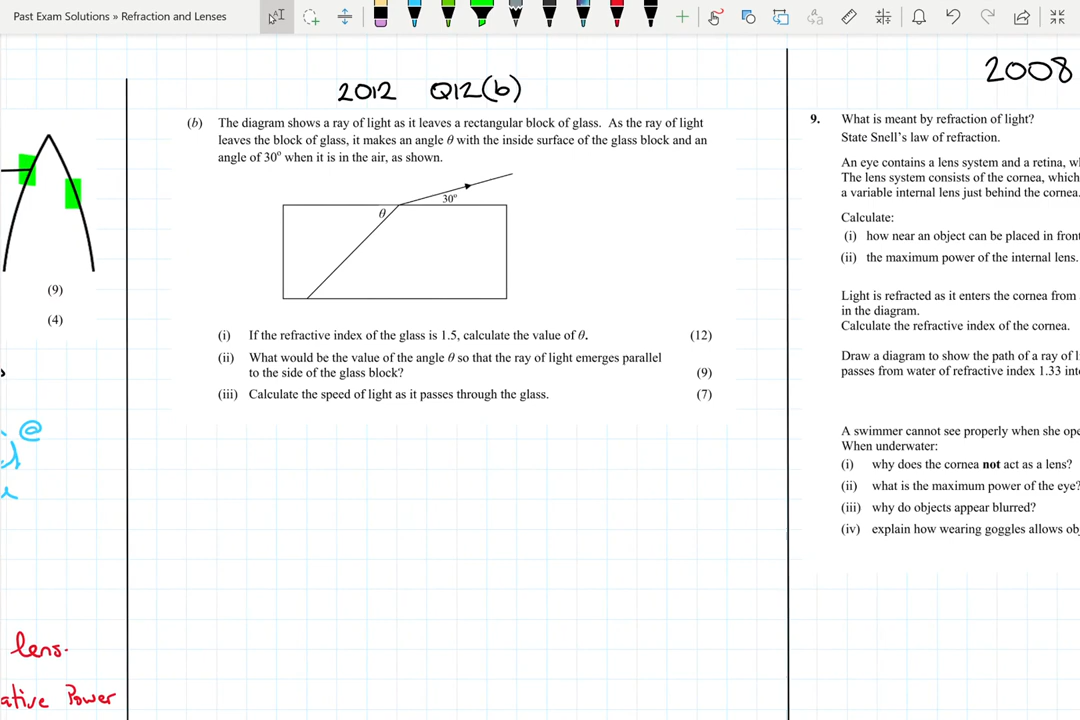 Past Exam Solutions » Refraction and Lenses
2012 Q12(b)
(b) The diagram shows a ray of light as it leaves a rectangular block of glass. As the ray of light
leaves the block of glass, it makes an angle θ with the inside surface of the glass block and an
angle of 30° when it is in the air, as shown.
30°
θ
(i) If the refractive index of the glass is 1.5, calculate the value of θ. (12)
(ii) What would be the value of the angle θ so that the ray of light emerges parallel
to the side of the glass block? (9)
(iii) Calculate the speed of light as it passes through the glass. (7)
(9)
(4)
@
lens.
ative Power
2008
9. What is meant by refraction of light?
State Snell's law of refraction.
An eye contains a lens system and a retina, wh
The lens system consists of the cornea, which
a variable internal lens just behind the cornea.
Calculate:
(i) how near an object can be placed in front
(ii) the maximum power of the internal lens.
Light is refracted as it enters the cornea from
in the diagram.
Calculate the refractive index of the cornea.
Draw a diagram to show the path of a ray of l
passes from water of refractive index 1.33 int
A swimmer cannot see properly when she ope
When underwater:
(i) why does the cornea not act as a lens?
(ii) what is the maximum power of the eye?
(iii) why do objects appear blurred?
(iv) explain how wearing goggles allows ob